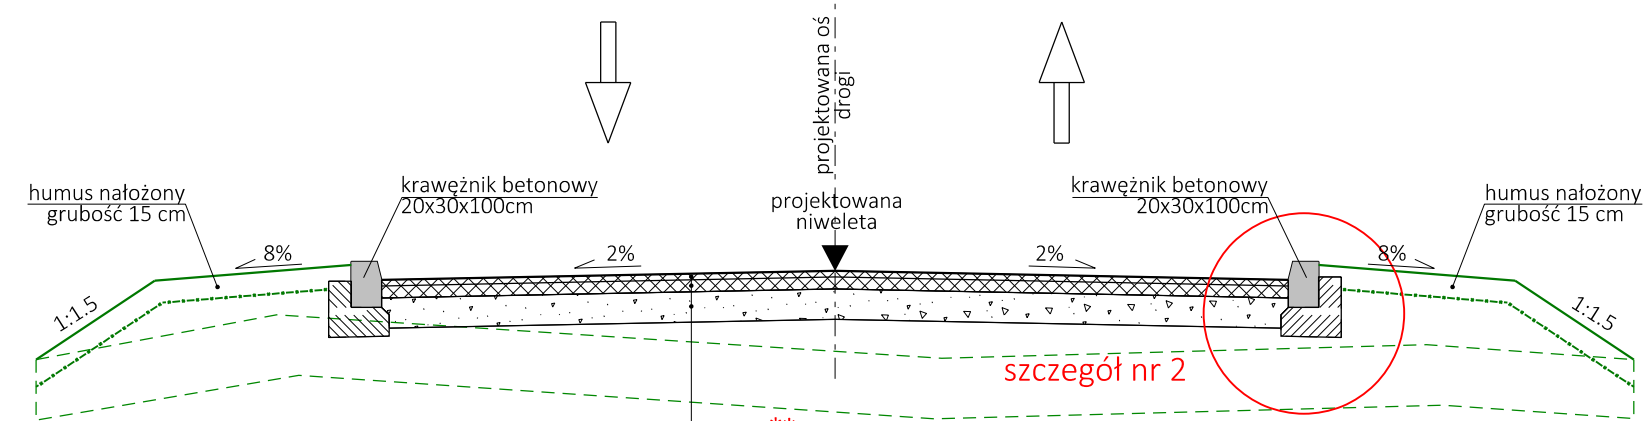 projektowana oś
drogi
humus nałożony
grubość 15 cm
krawężnik betonowy
20x30x100cm
projektowana
niweleta
krawężnik betonowy
20x30x100cm
humus nałożony
grubość 15 cm
8%
2%
2%
8%
1:1.5
1:1.5
szczegół nr 2
**